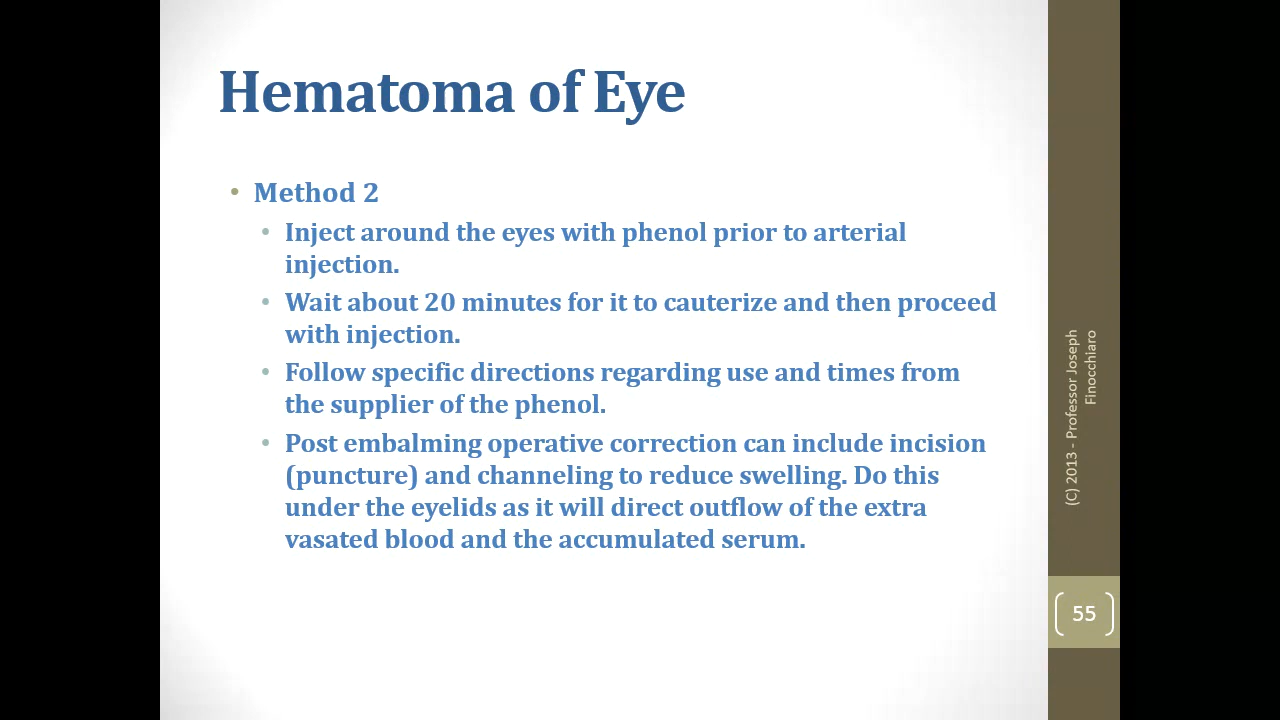 Hematoma of Eye
• Method 2
• Inject around the eyes with phenol prior to arterial
injection.
• Wait about 20 minutes for it to cauterize and then proceed
with injection.
• Follow specific directions regarding use and times from
the supplier of the phenol.
• Post embalming operative correction can include incision
(puncture) and channeling to reduce swelling. Do this
under the eyelids as it will direct outflow of the extra
vasated blood and the accumulated serum.
(C) 2013 - Professor Joseph
Finocchiaro
55